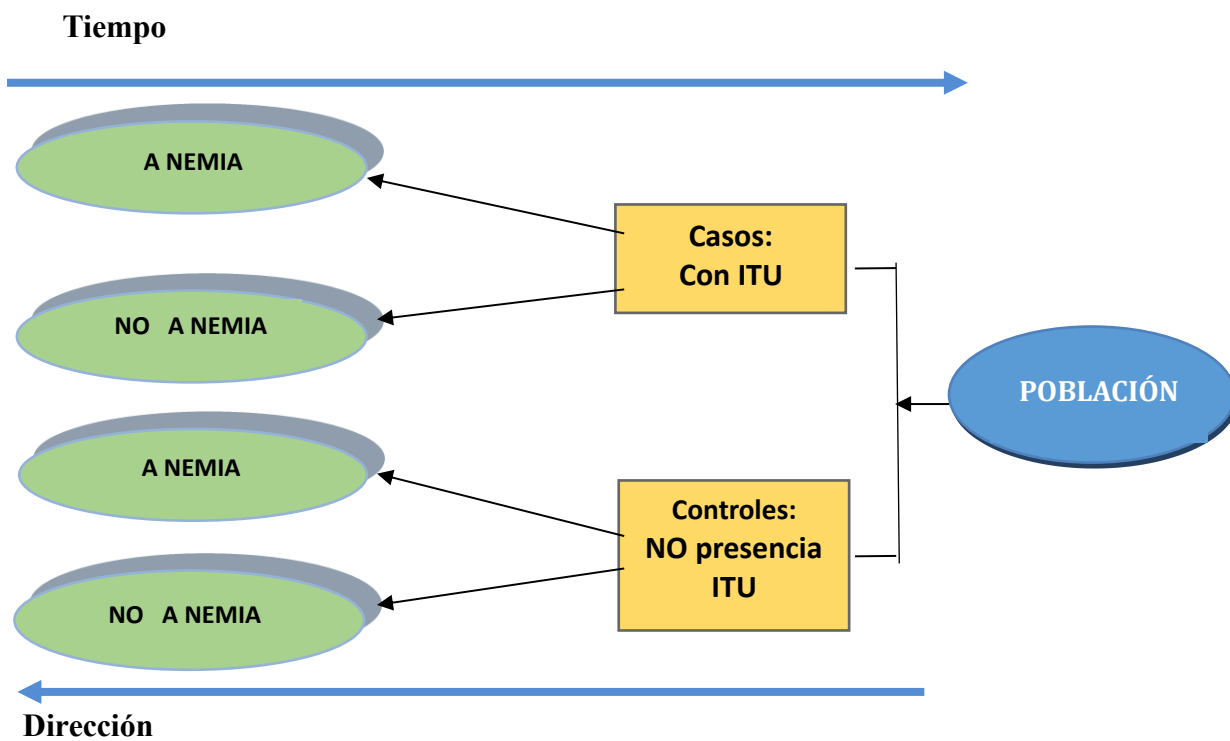 Tiempo
A NEMIA
NO A NEMIA
A NEMIA
NO A NEMIA
Casos:
Con ITU
Controles:
NO presencia
ITU
POBLACIÓN
Dirección